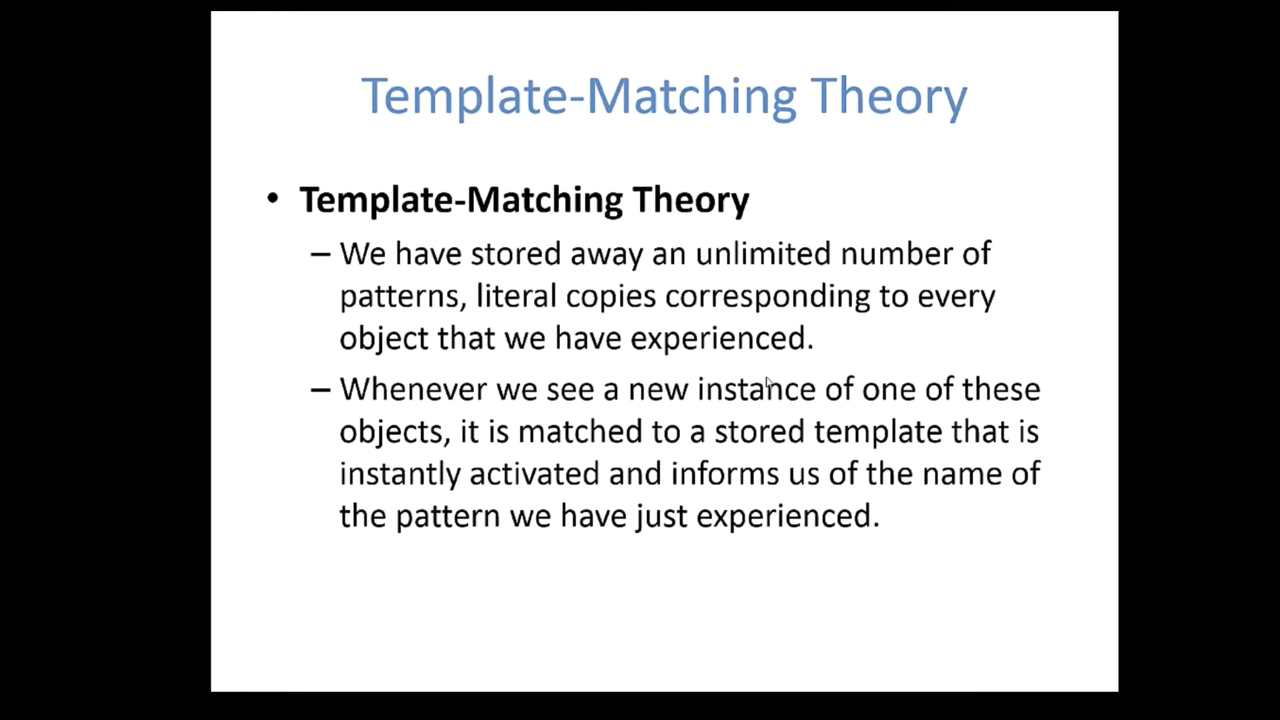 Template-Matching Theory
• Template-Matching Theory
– We have stored away an unlimited number of
patterns, literal copies corresponding to every
object that we have experienced.
– Whenever we see a new instance of one of these
objects, it is matched to a stored template that is
instantly activated and informs us of the name of
the pattern we have just experienced.